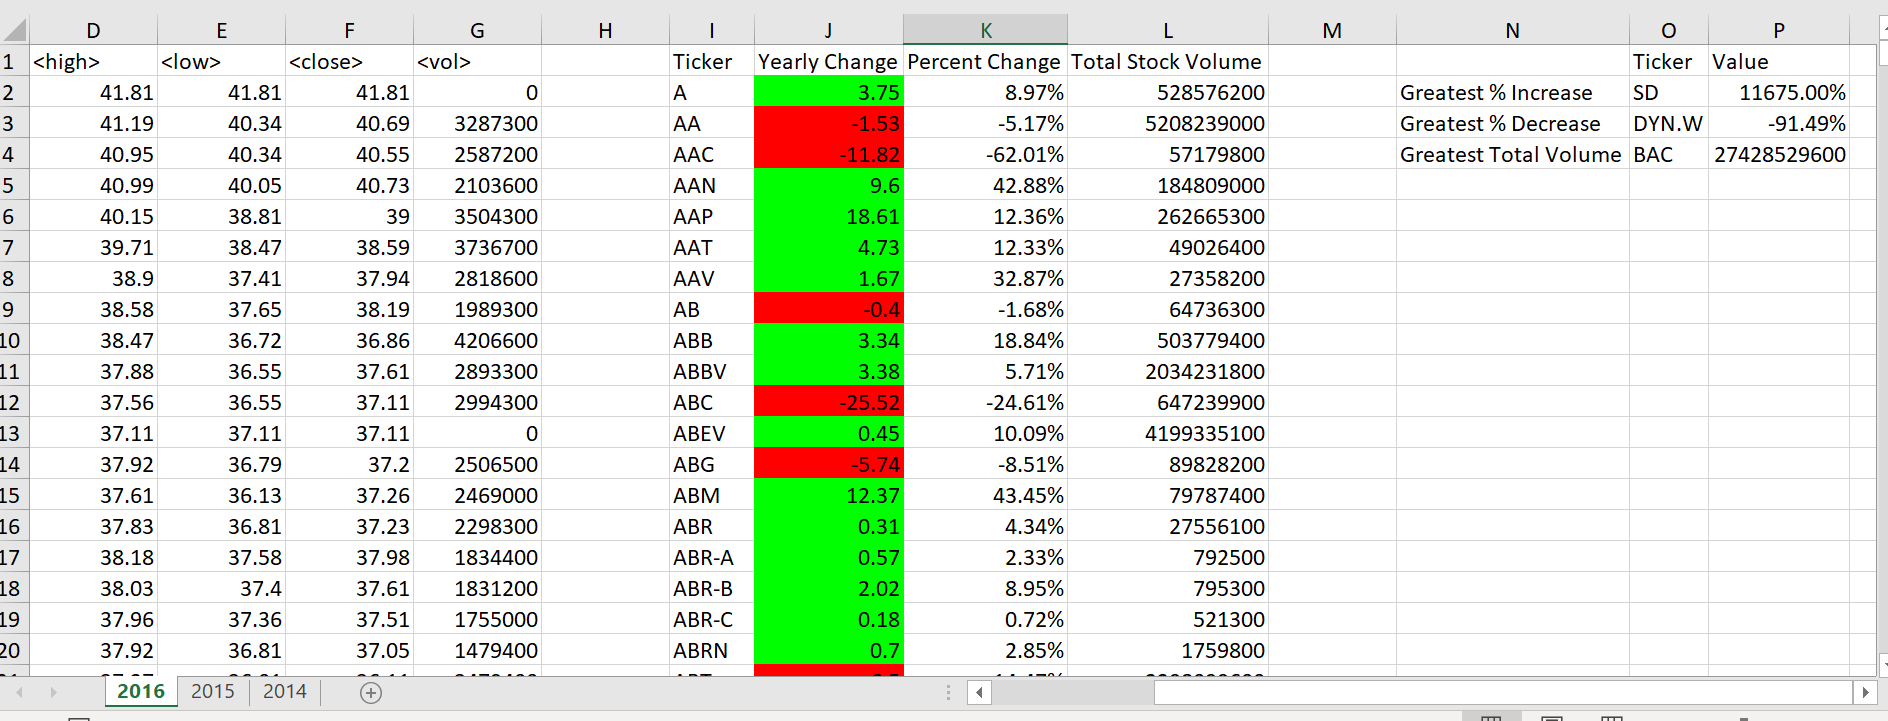 D E F G H I J K L M N O P
1 <high> <low> <close> <vol> Ticker Yearly Change Percent Change Total Stock Volume Ticker Value
2 41.81 41.81 41.81 0 A 3.75 8.97% 528576200 Greatest % Increase SD 11675.00%
3 41.19 40.34 40.69 3287300 AA -1.53 -5.17% 5208239000 Greatest % Decrease DYN.W -91.49%
4 40.95 40.34 40.55 2587200 AAC -11.82 -62.01% 57179800 Greatest Total Volume BAC 27428529600
5 40.99 40.05 40.73 2103600 AAN 9.6 42.88% 184809000
6 40.15 38.81 39 3504300 AAP 18.61 12.36% 262665300
7 39.71 38.47 38.59 3736700 AAT 4.73 12.33% 49026400
8 38.9 37.41 37.94 2818600 AAV 1.67 32.87% 27358200
9 38.58 37.65 38.19 1989300 AB -0.4 -1.68% 64736300
10 38.47 36.72 36.86 4206600 ABB 3.34 18.84% 503779400
11 37.88 36.55 37.61 2893300 ABBV 3.38 5.71% 2034231800
12 37.56 36.55 37.11 2994300 ABC -25.52 -24.61% 647239900
13 37.11 37.11 37.11 0 ABEV 0.45 10.09% 4199335100
14 37.92 36.79 37.2 2506500 ABG -5.74 -8.51% 89828200
15 37.61 36.13 37.26 2469000 ABM 12.37 43.45% 79787400
16 37.83 36.81 37.23 2298300 ABR 0.31 4.34% 27556100
17 38.18 37.58 37.98 1834400 ABR-A 0.57 2.33% 792500
18 38.03 37.4 37.61 1831200 ABR-B 2.02 8.95% 795300
19 37.96 37.36 37.51 1755000 ABR-C 0.18 0.72% 521300
20 37.92 36.81 37.05 1479400 ABRN 0.7 2.85% 1759800
2016 2015 2014